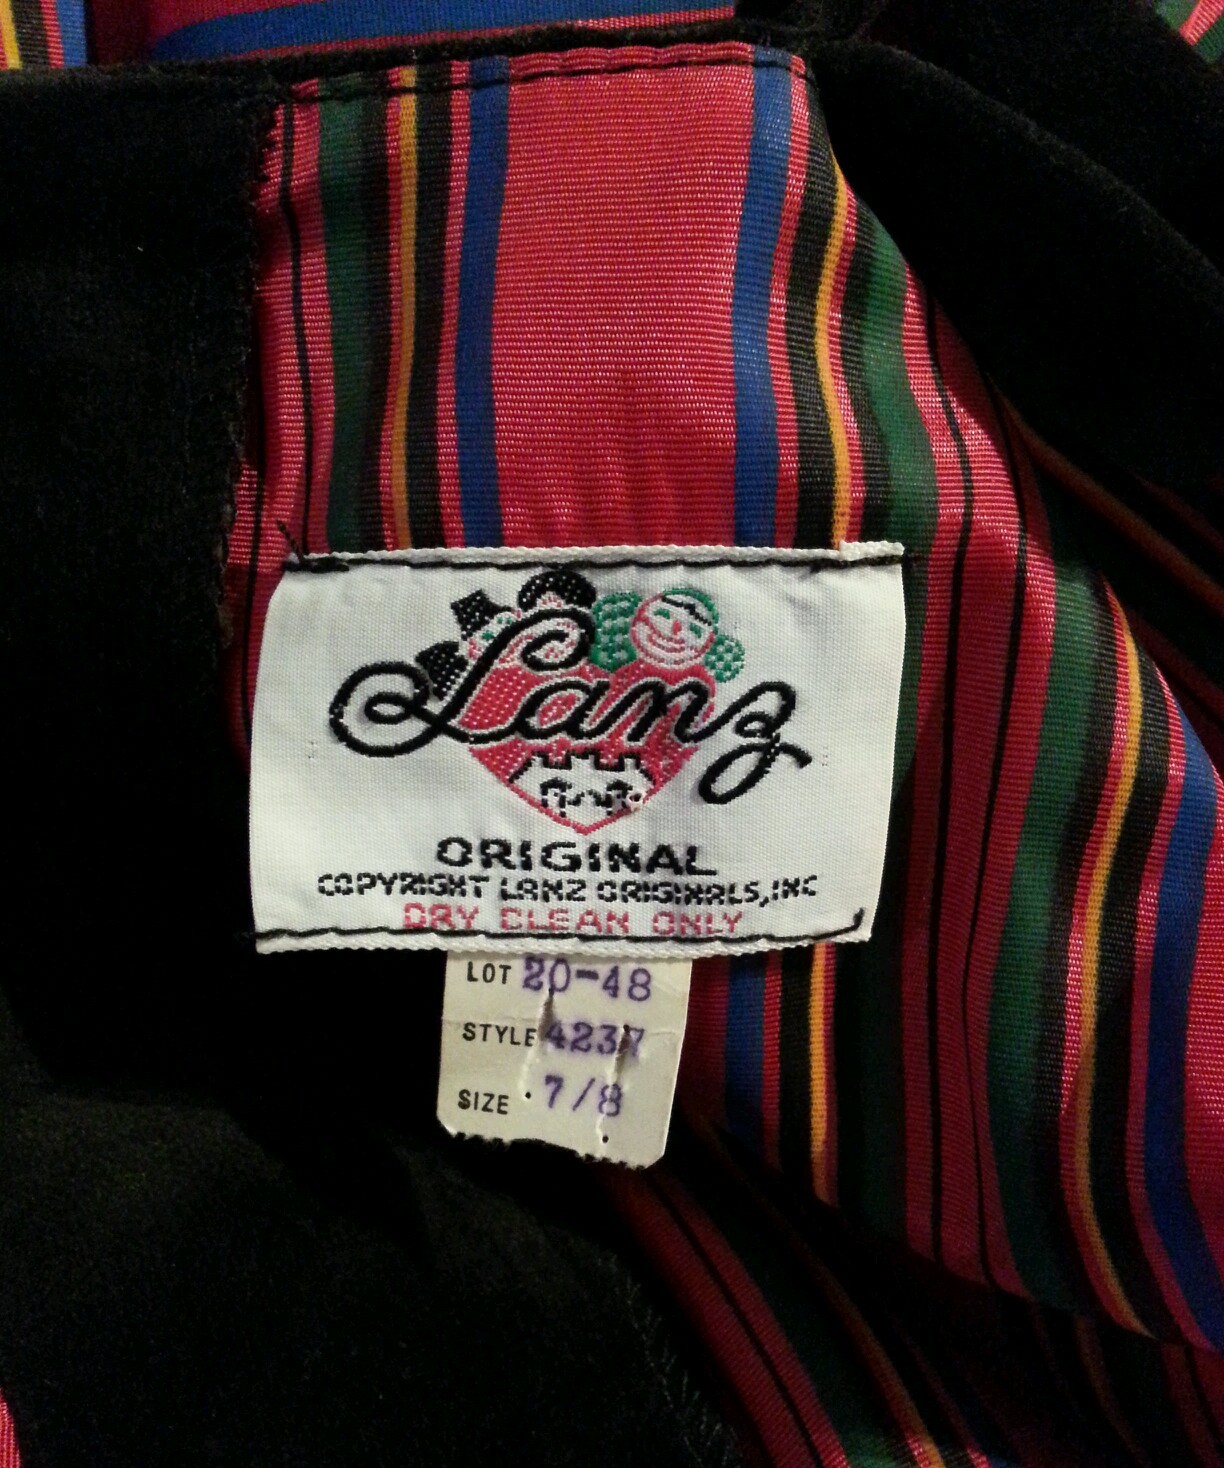 Lanz
ORIGINAL
COPYRIGHT LANZ ORIGINALS, INC
DRY CLEAN ONLY
LOT 20-48
STYLE 4237
SIZE 7/8